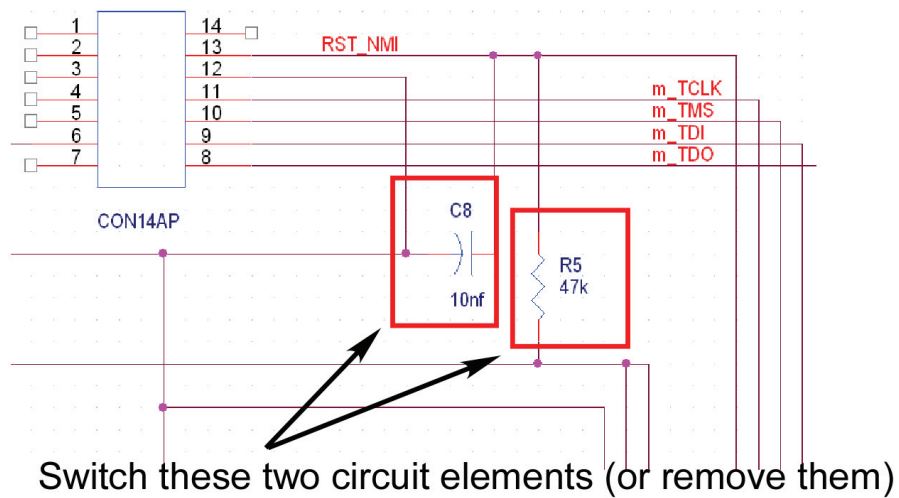 1 14
2 13 RST_NMI
3 12
4 11 m_TCLK
5 10 m_TMS
6 9 m_TDI
7 8 m_TDO
CON14AP
C8
10nf
R5
47k
Switch these two circuit elements (or remove them)